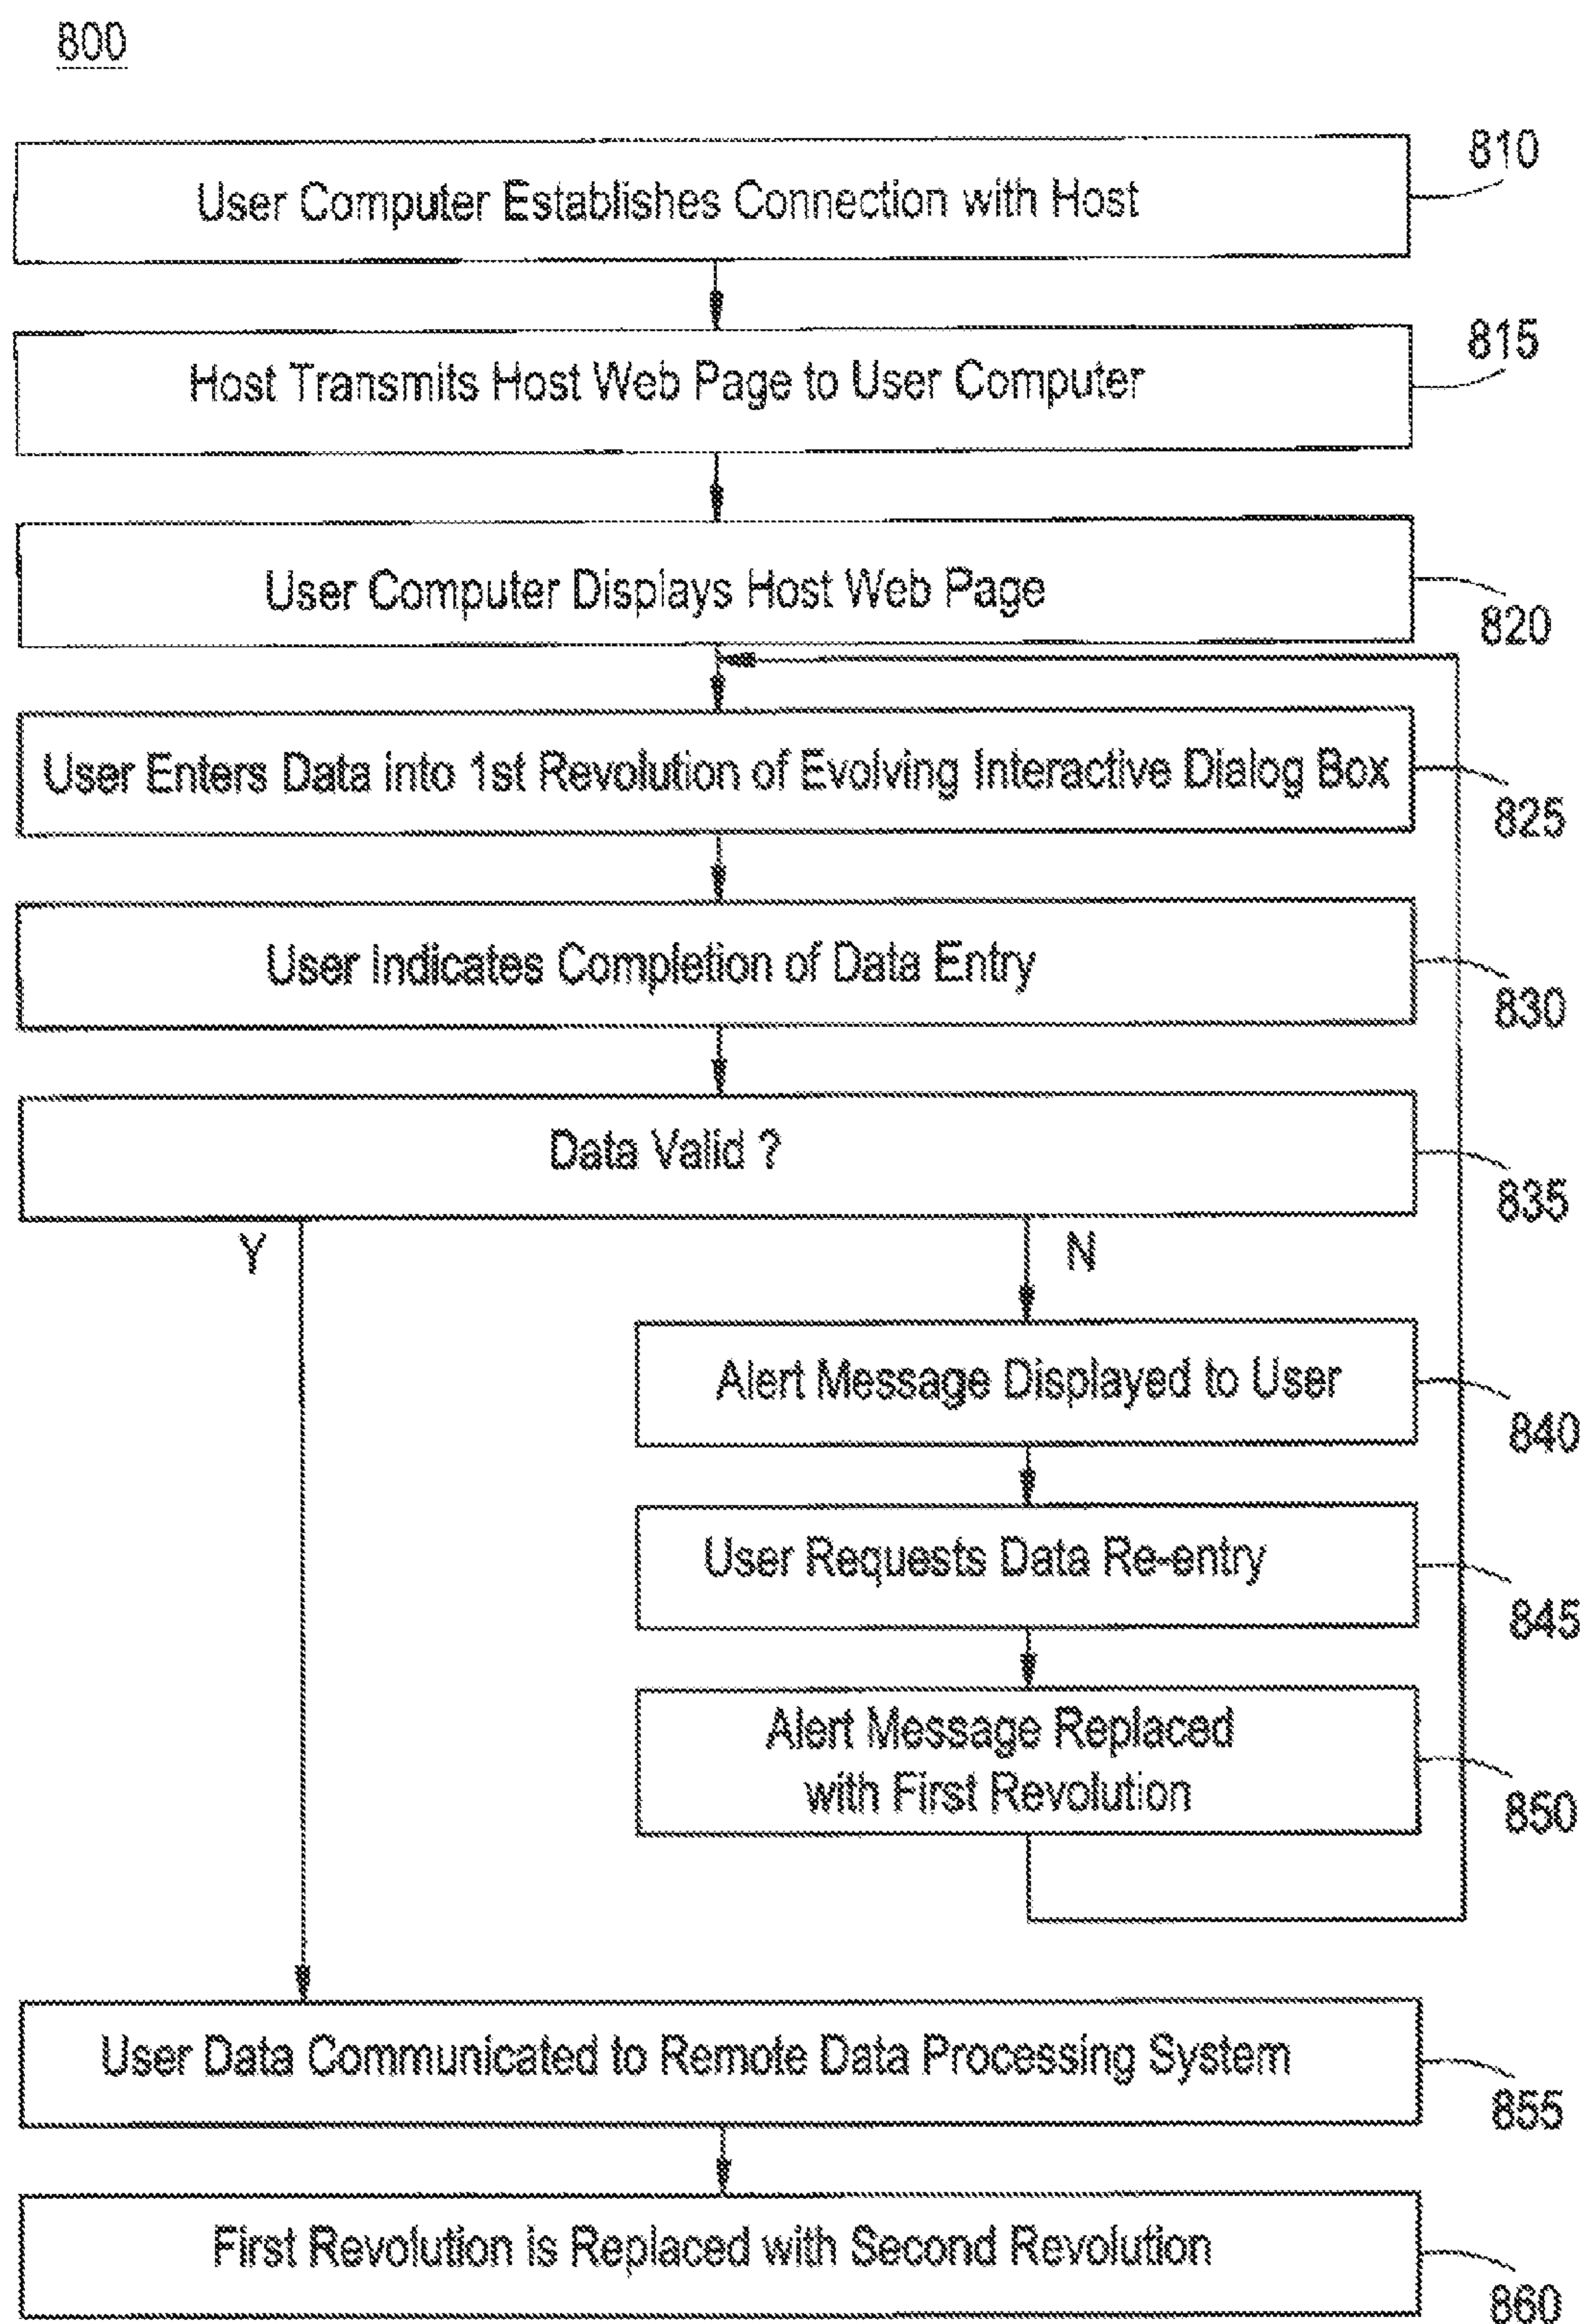 800
User Computer Establishes Connection with Host
810
Host Transmits Host Web Page to User Computer
815
User Computer Displays Host Web Page
820
User Enters Data into 1st Revolution of Evolving Interactive Dialog Box
825
User Indicates Completion of Data Entry
830
Data Valid ?
835
Y
N
Alert Message Displayed to User
840
User Requests Data Re-entry
845
Alert Message Replaced
with First Revolution
850
User Data Communicated to Remote Data Processing System
855
First Revolution is Replaced with Second Revolution
860